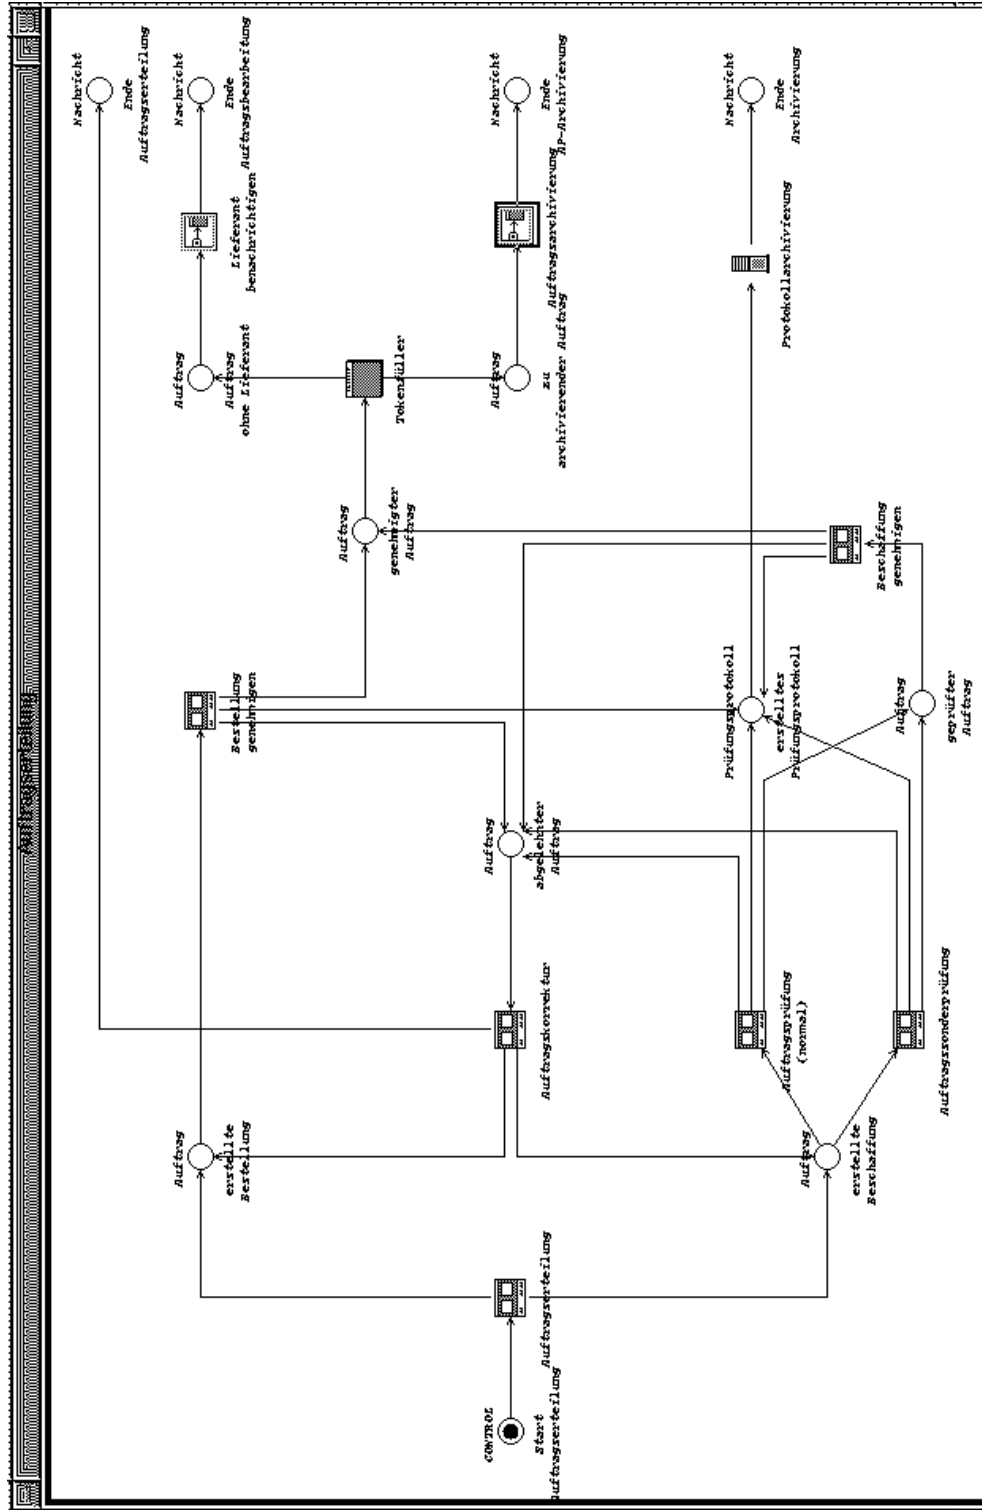 Auftragserteilung
Nachricht
Ende
Auftragserteilung
Nachricht
Ende
Auftragsbearbeitung
Nachricht
Ende
AP-Archivierung
Nachricht
Ende
Archivierung
Lieferant
benachrichtigen
Auftragsarchivierung
Protokollarchivierung
Auftrag
Auftrag
ohne Lieferant
Tokenfüller
Auftrag
zu
archivierender Auftrag
Auftrag
genehmigter
Auftrag
Beschaffung
genehmigen
Bestellung
genehmigen
Prüfungsprotokoll
erstelltes
Prüfungsprotokoll
Auftrag
geprüfter
Auftrag
Auftrag
abgelehnter
Auftrag
Auftragskorrektur
Auftragsprüfung
(normal)
Auftragssonderprüfung
Auftrag
erstellte
Bestellung
Auftrag
erstellte
Beschaffung
Auftragserteilung
CONTROL
Start
Auftragserteilung